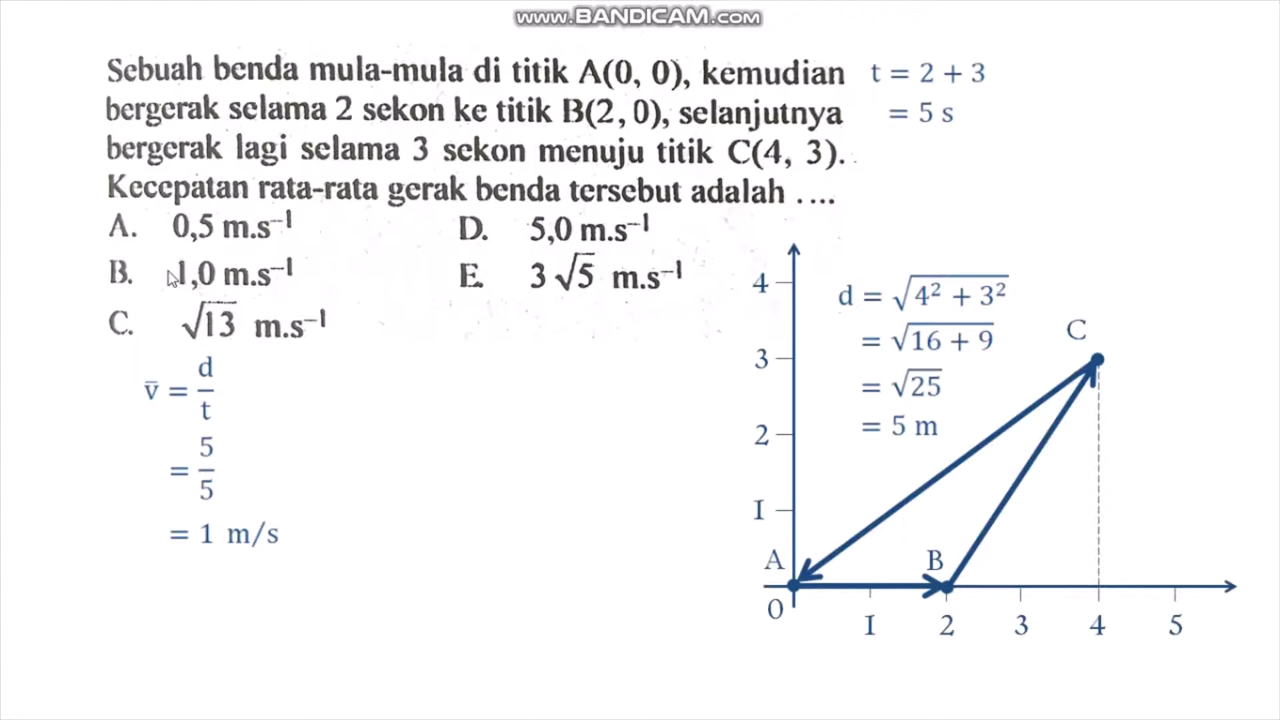 www.BANDICAM.com
Sebuah benda mula-mula di titik A(0, 0), kemudian
bergerak selama 2 sekon ke titik B(2, 0), selanjutnya
bergerak lagi selama 3 sekon menuju titik C(4, 3).
Kecepatan rata-rata gerak benda tersebut adalah ....
t = 2 + 3
= 5 s
A. 0,5 m.s⁻¹
B. 1,0 m.s⁻¹
C. √13 m.s⁻¹
D. 5,0 m.s⁻¹
E. 3√5 m.s⁻¹
v̅ = d/t
= 5/5
= 1 m/s
d = √4² + 3²
= √16 + 9
= √25
= 5 m
4
3
2
1
A
B
C
0
1 2 3 4 5